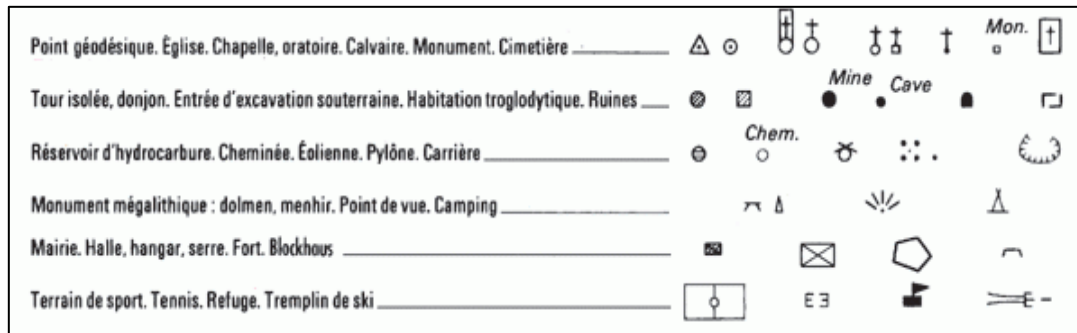 Point géodésique. Église. Chapelle, oratoire. Calvaire. Monument. Cimetière Mon.
Tour isolée, donjon. Entrée d'excavation souterraine. Habitation troglodytique. Ruines Mine Cave
Réservoir d'hydrocarbure. Cheminée. Éolienne. Pylône. Carrière Chem.
Monument mégalithique : dolmen, menhir. Point de vue. Camping
Mairie. Halle, hangar, serre. Fort. Blockhous
Terrain de sport. Tennis. Refuge. Tremplin de ski